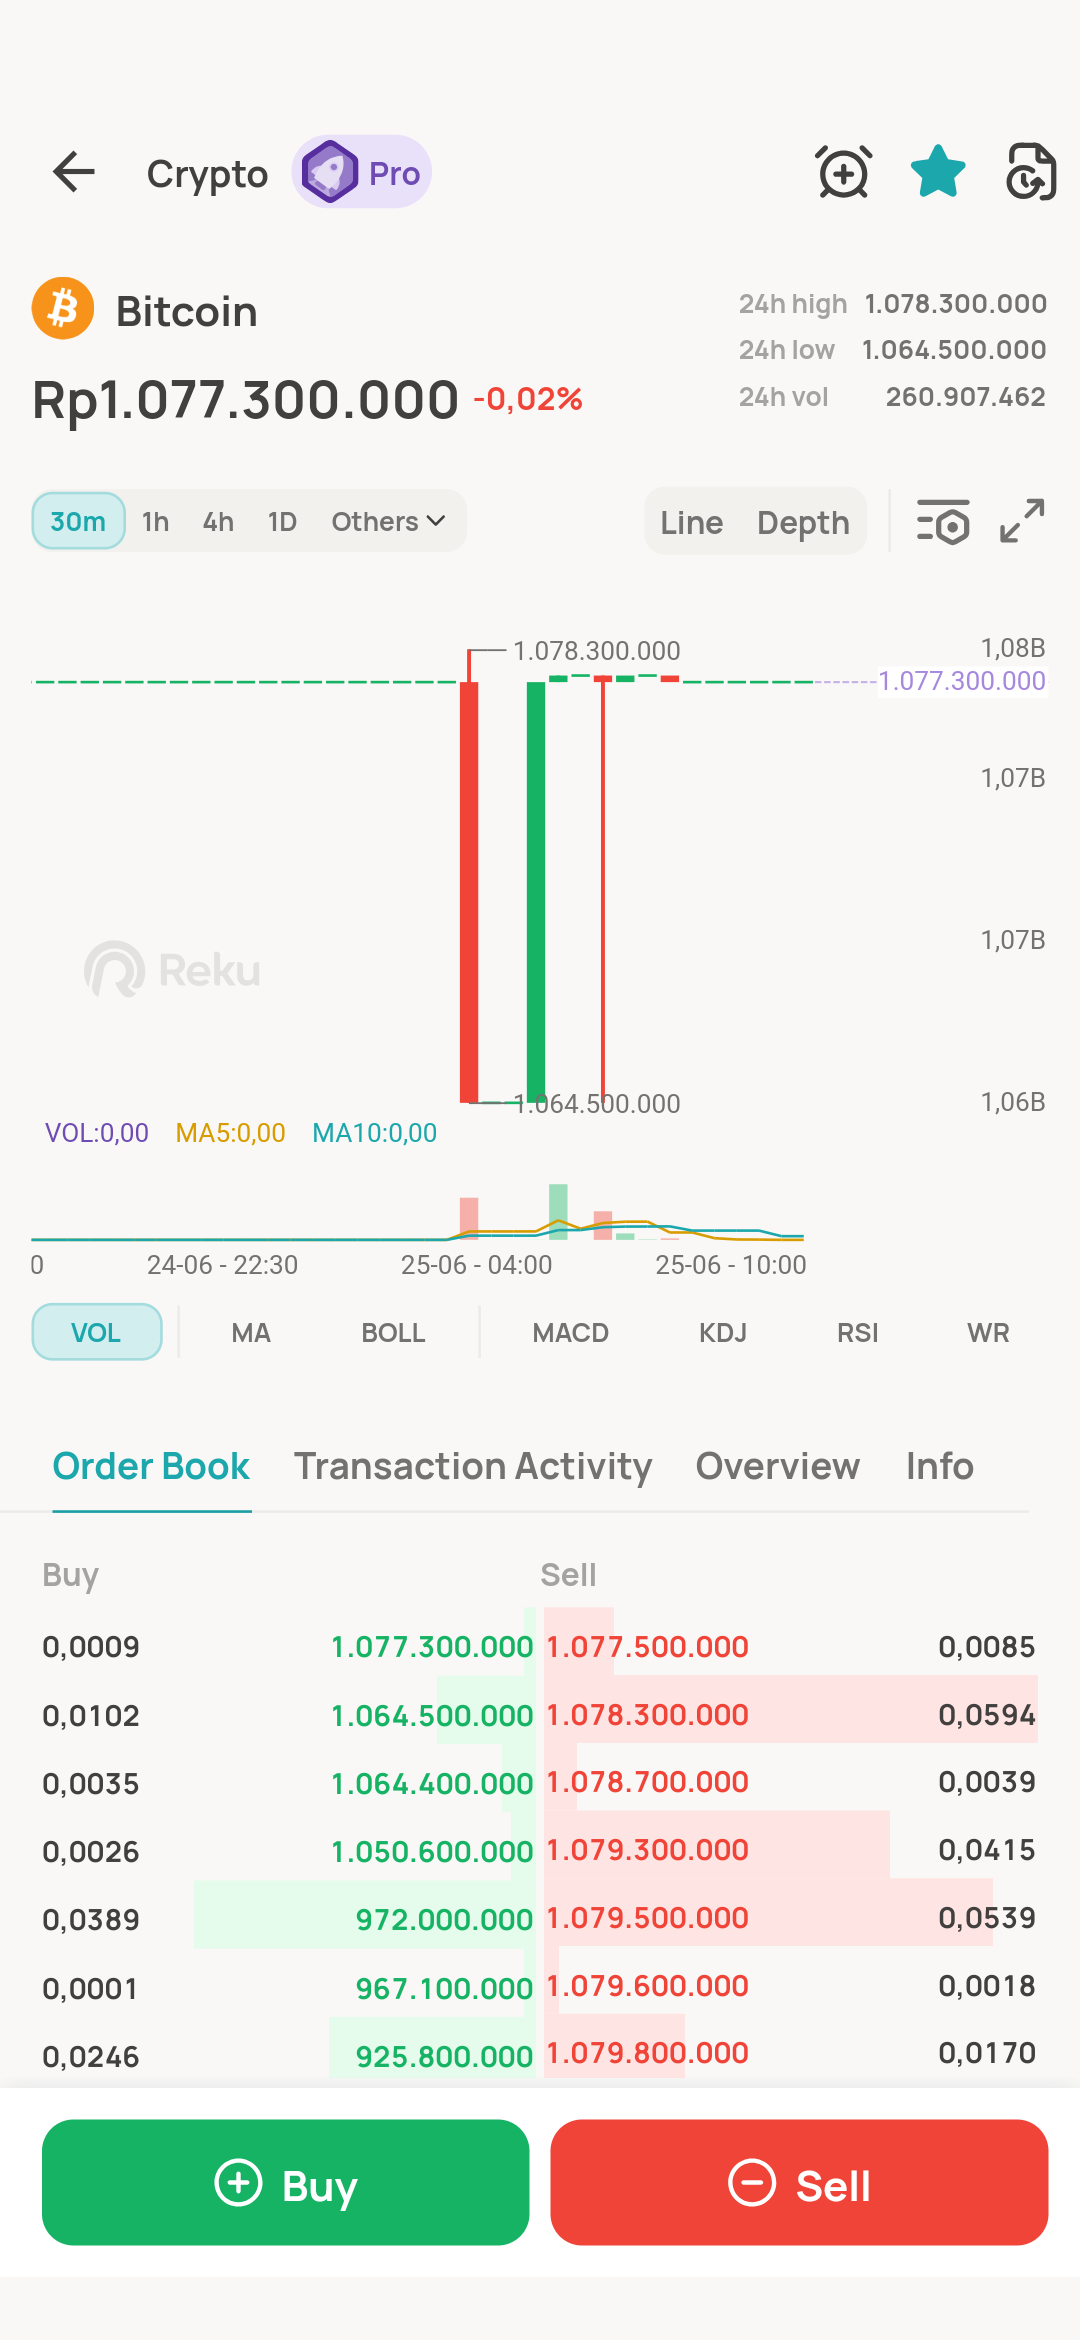 Crypto Pro
Bitcoin
Rp1.077.300.000 -0,02%
24h high 1.078.300.000
24h low 1.064.500.000
24h vol 260.907.462
30m 1h 4h 1D Others
Line Depth
1.078.300.000
1,08B
1.077.300.000
1,07B
1,07B
Reku
1.064.500.000
1,06B
VOL:0,00 MA5:0,00 MA10:0,00
0 24-06 - 22:30 25-06 - 04:00 25-06 - 10:00
VOL MA BOLL MACD KDJ RSI WR
Order Book Transaction Activity Overview Info
Buy Sell
0,0009 1.077.300.000 1.077.500.000 0,0085
0,0102 1.064.500.000 1.078.300.000 0,0594
0,0035 1.064.400.000 1.078.700.000 0,0039
0,0026 1.050.600.000 1.079.300.000 0,0415
0,0389 972.000.000 1.079.500.000 0,0539
0,0001 967.100.000 1.079.600.000 0,0018
0,0246 925.800.000 1.079.800.000 0,0170
Buy Sell